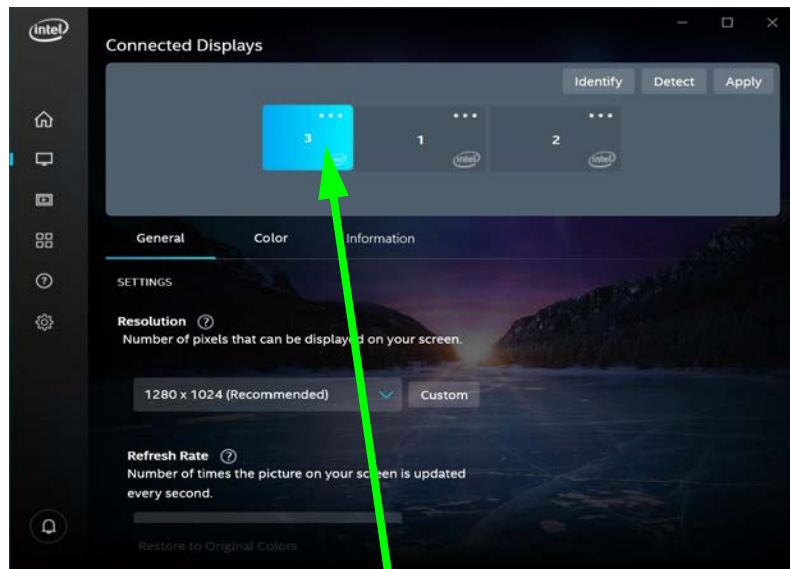 intel
Connected Displays
Identify Detect Apply
3 1 2
intel intel intel
General Color Information
SETTINGS
Resolution ?
Number of pixels that can be displayed on your screen.
1280 x 1024 (Recommended) Custom
Refresh Rate ?
Number of times the picture on your screen is updated
every second.
Restore to Original Colors